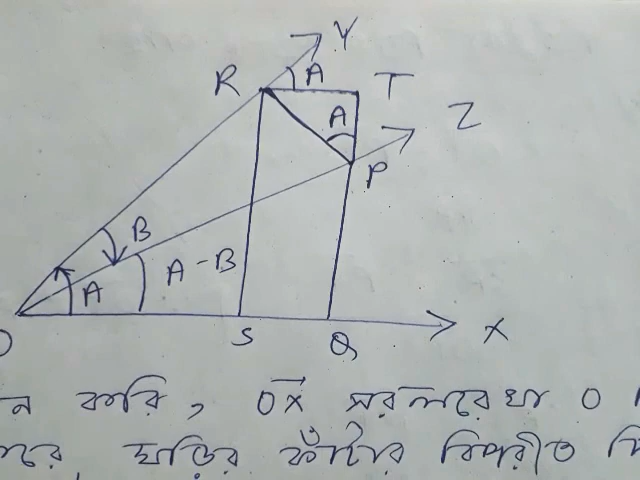 Y
R A T
A Z
P
B
A A-B
O S Q X
ন করি, OX সরলরেখা O
ঘড়ির কাঁটার বিপরীত